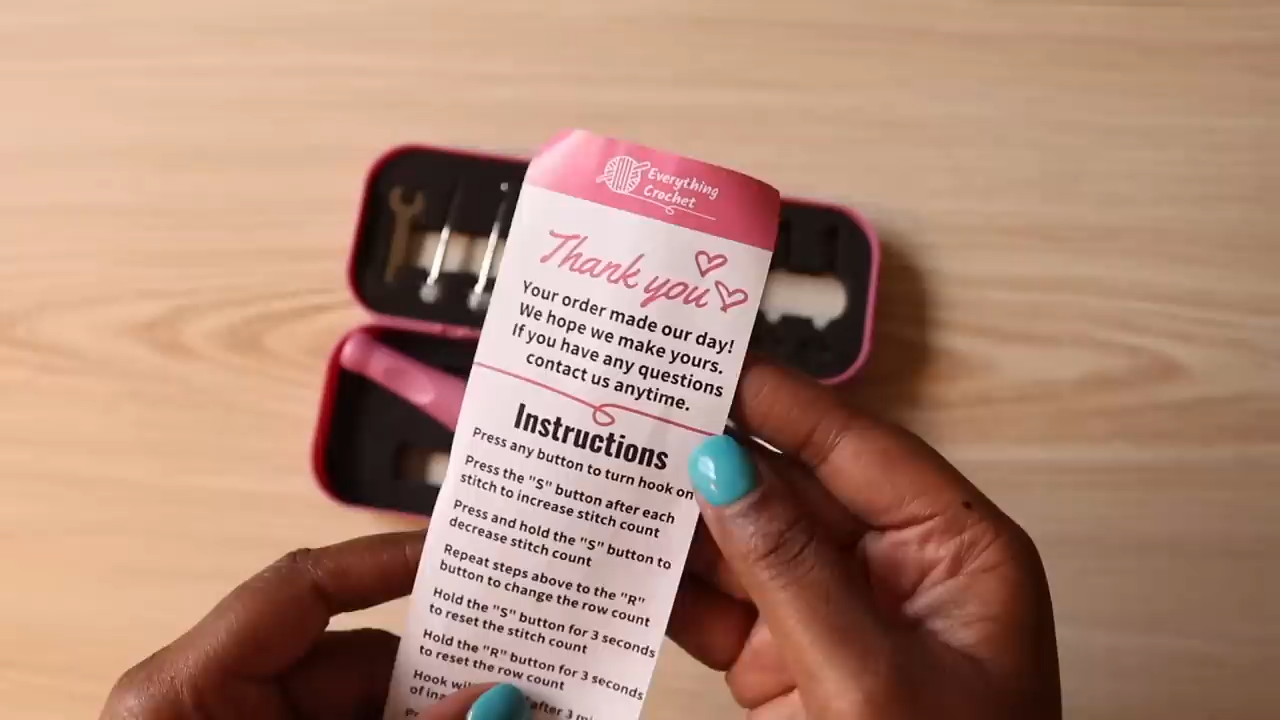 Everything
Crochet
Thank you
Your order made our day!
We hope we make yours.
If you have any questions
contact us anytime.
Instructions
Press any button to turn hook on
Press the "S" button after each
stitch to increase stitch count
Press and hold the "S" button to
decrease stitch count
Repeat steps above to the "R"
button to change the row count
Hold the "S" button for 3 seconds
to reset the stitch count
Hold the "R" button for 3 seconds
to reset the row count
Hook after 3
of